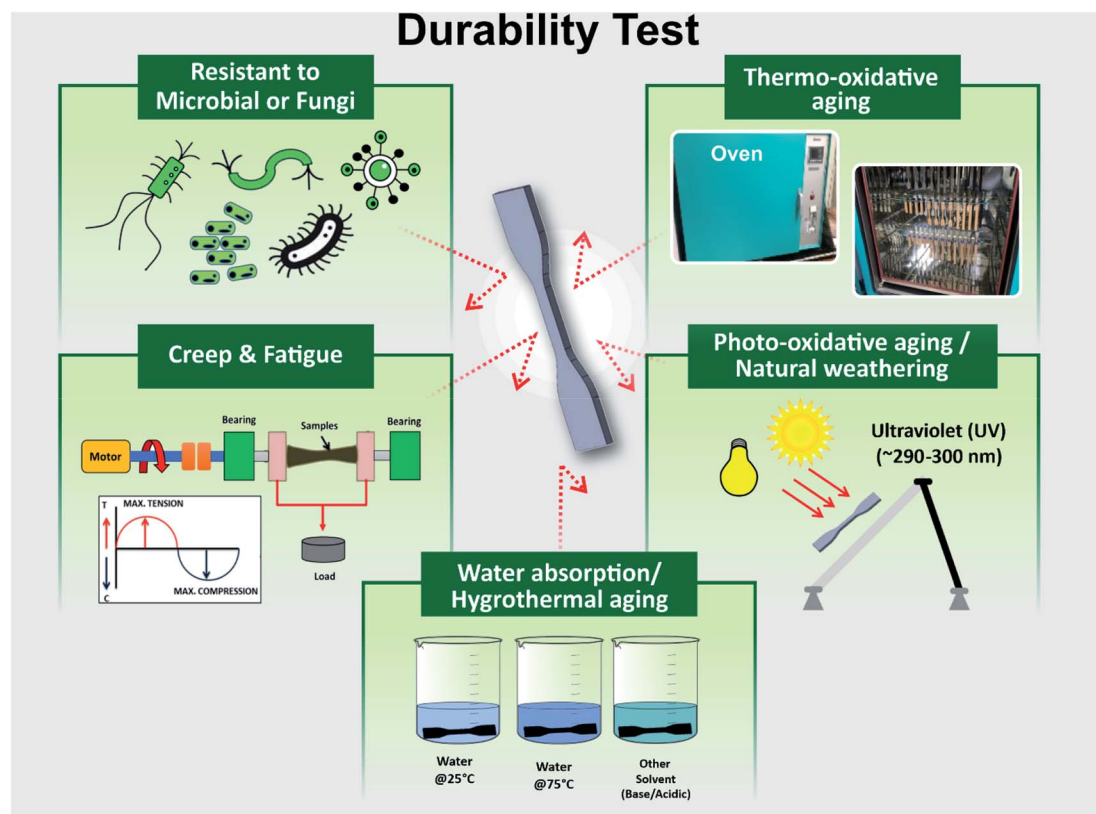 Durability Test
Resistant to
Microbial or Fungi
Thermo-oxidative
aging
Oven
Creep & Fatigue
Bearing
Samples
Bearing
Motor
T
MAX. TENSION
MAX. COMPRESSION
C
Load
Photo-oxidative aging /
Natural weathering
Ultraviolet (UV)
(~290-300 nm)
Water absorption/
Hygrothermal aging
Water
@25°C
Water
@75°C
Other
Solvent
(Base/Acidic)